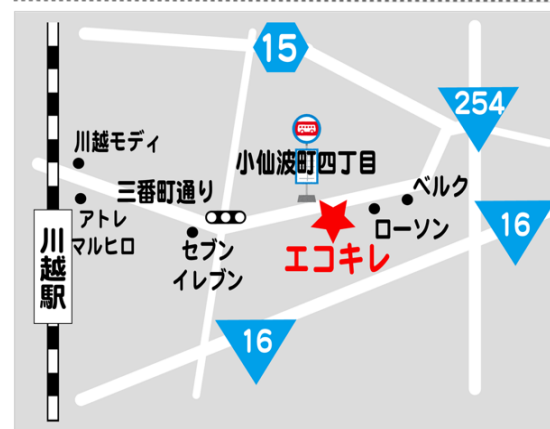 15
254
川越モディ
小仙波町四丁目
三番町通り
ベルク
アトレ
マルヒロ
ローソン
16
川越駅
セブン
イレブン
エコキレ
16